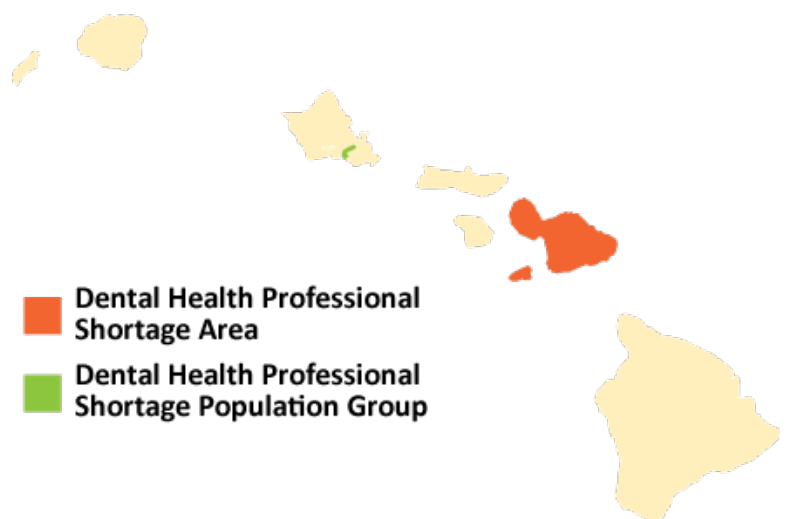 Dental Health Professional
Shortage Area
Dental Health Professional
Shortage Population Group